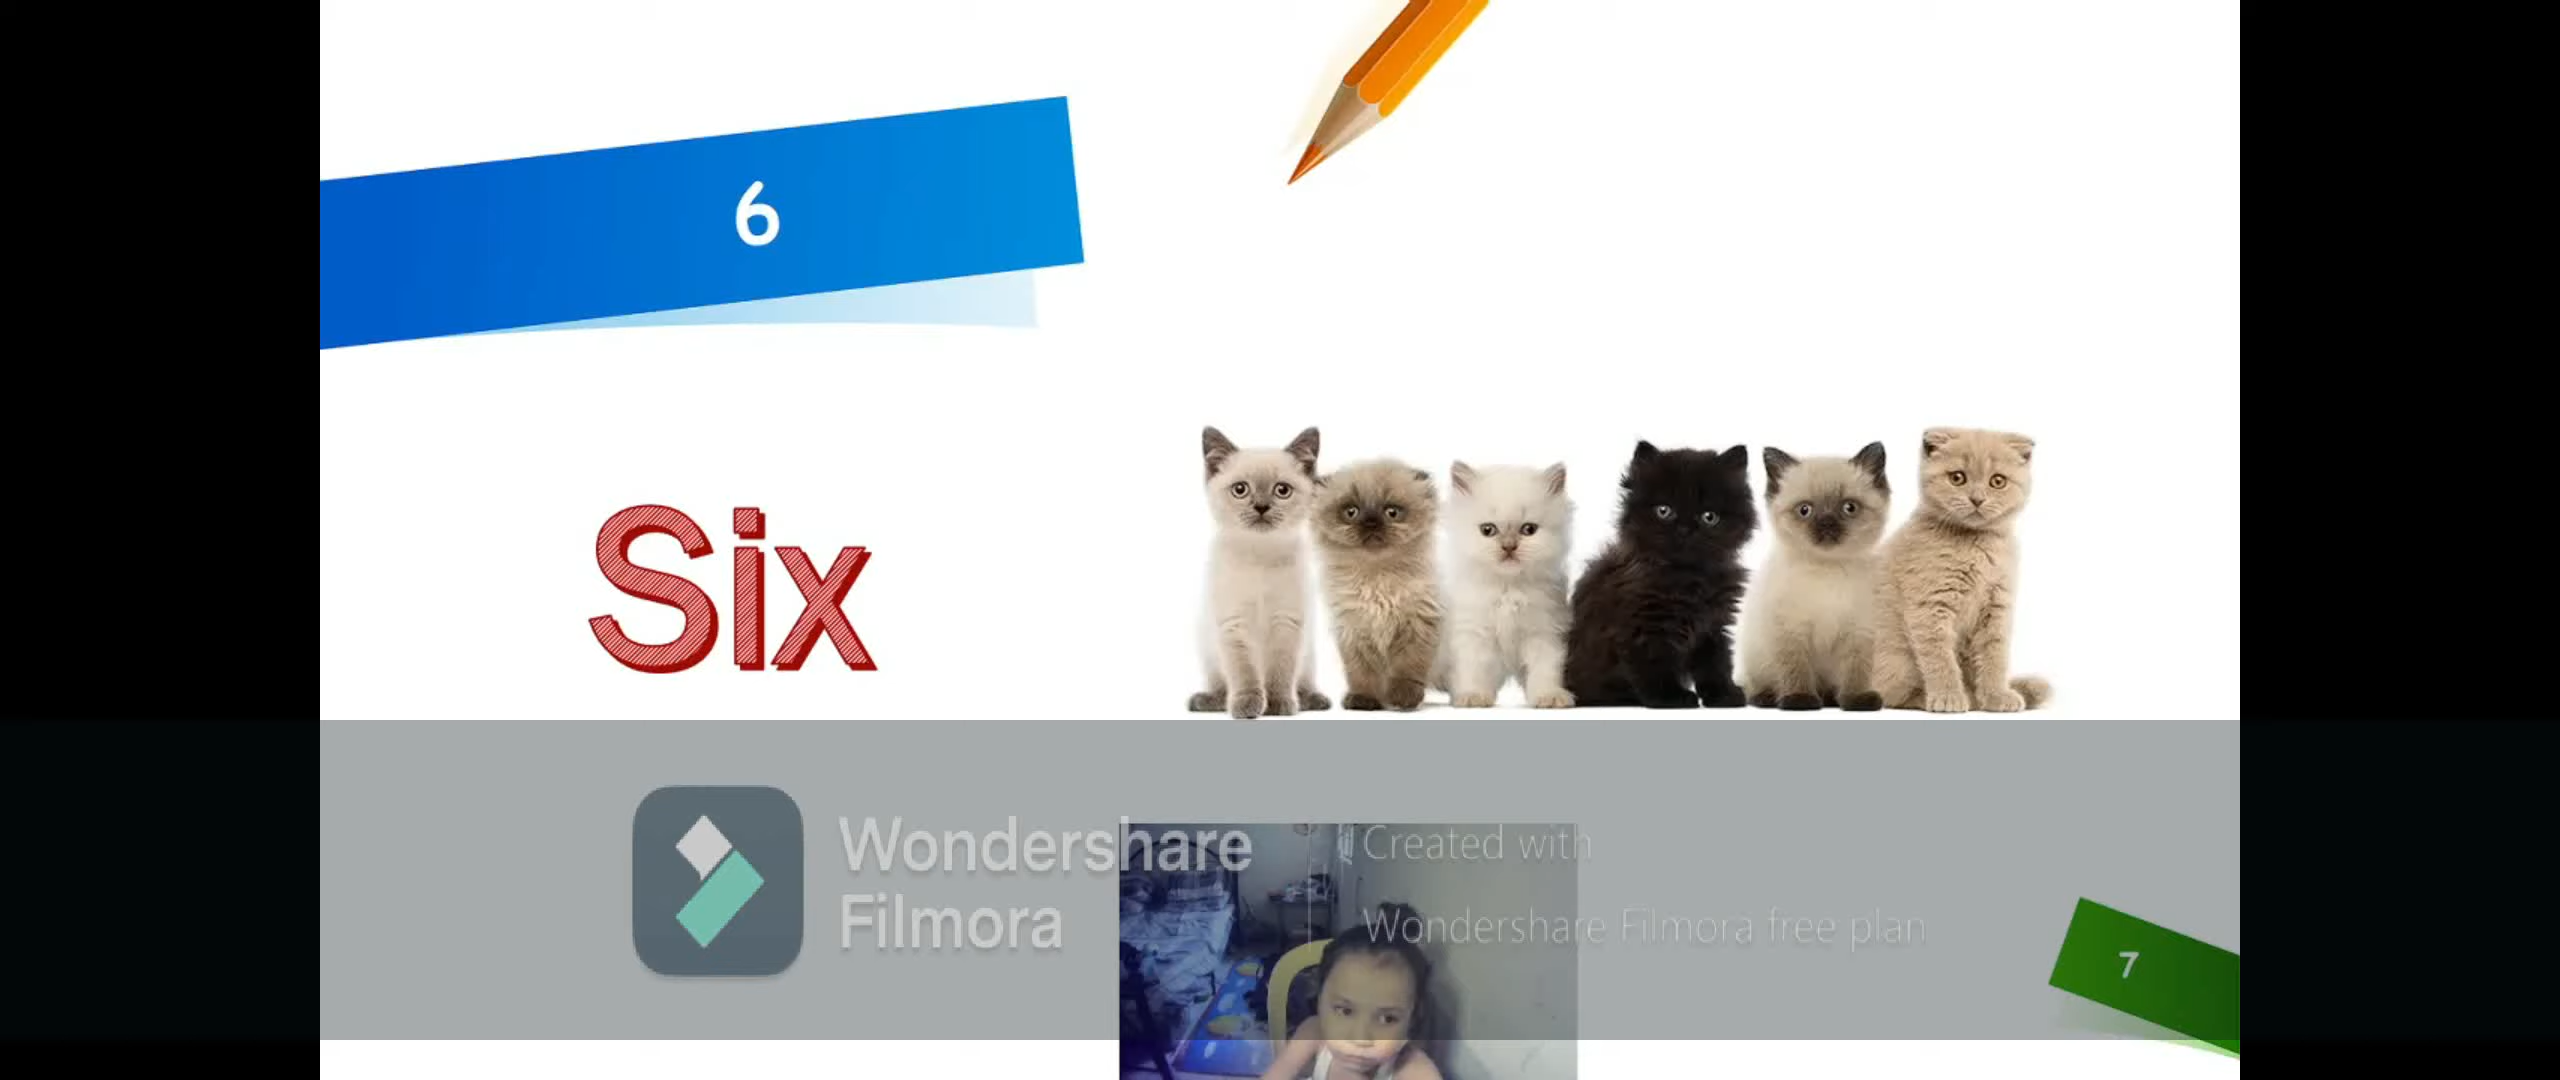 6
Six
Wondershare
Filmora
Created with
Wondershare Filmora free plan
7